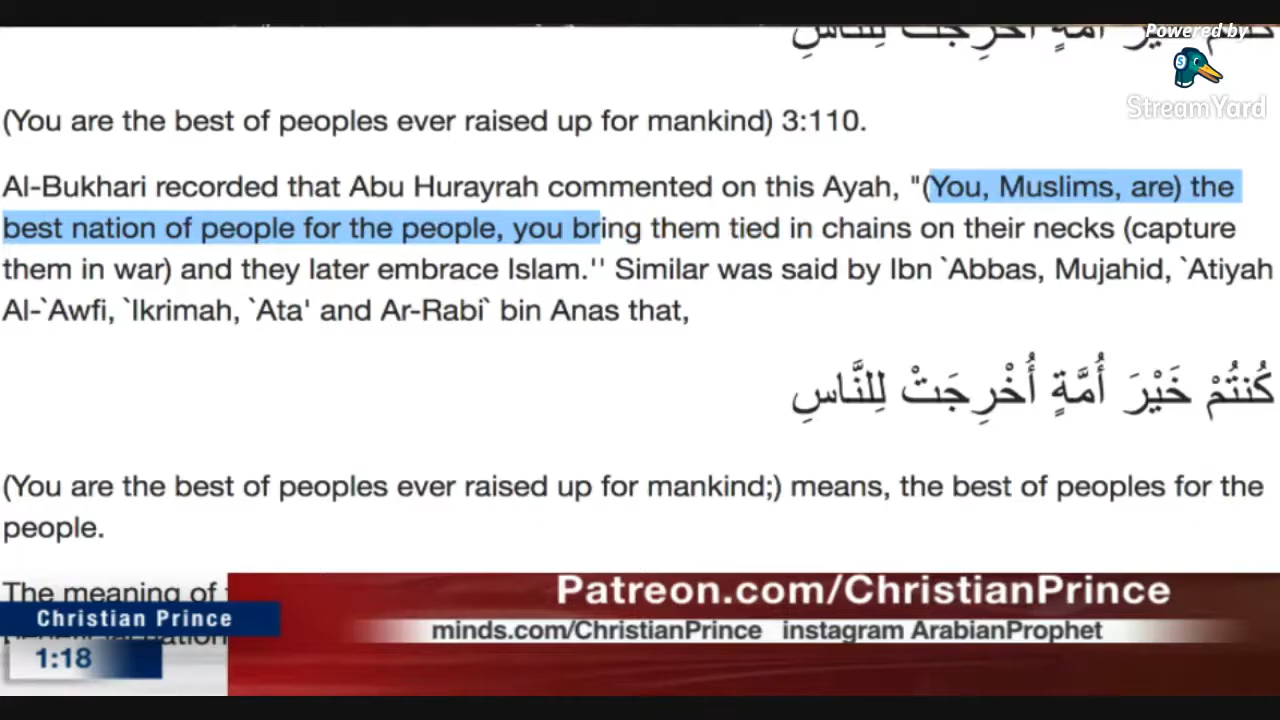 Powered by
StreamYard
(You are the best of peoples ever raised up for mankind) 3:110.
Al-Bukhari recorded that Abu Hurayrah commented on this Ayah, "(You, Muslims, are) the
best nation of people for the people, you bring them tied in chains on their necks (capture
them in war) and they later embrace Islam.'' Similar was said by Ibn `Abbas, Mujahid, `Atiyah
Al-`Awfi, `Ikrimah, `Ata' and Ar-Rabi` bin Anas that,
كُنتُمْ خَيْرَ أُمَّةٍ أُخْرِجَتْ لِلنَّاسِ
(You are the best of peoples ever raised up for mankind;) means, the best of peoples for the
people.
The meaning of
Patreon.com/ChristianPrince
Christian Prince
minds.com/ChristianPrince instagram ArabianProphet
1:18